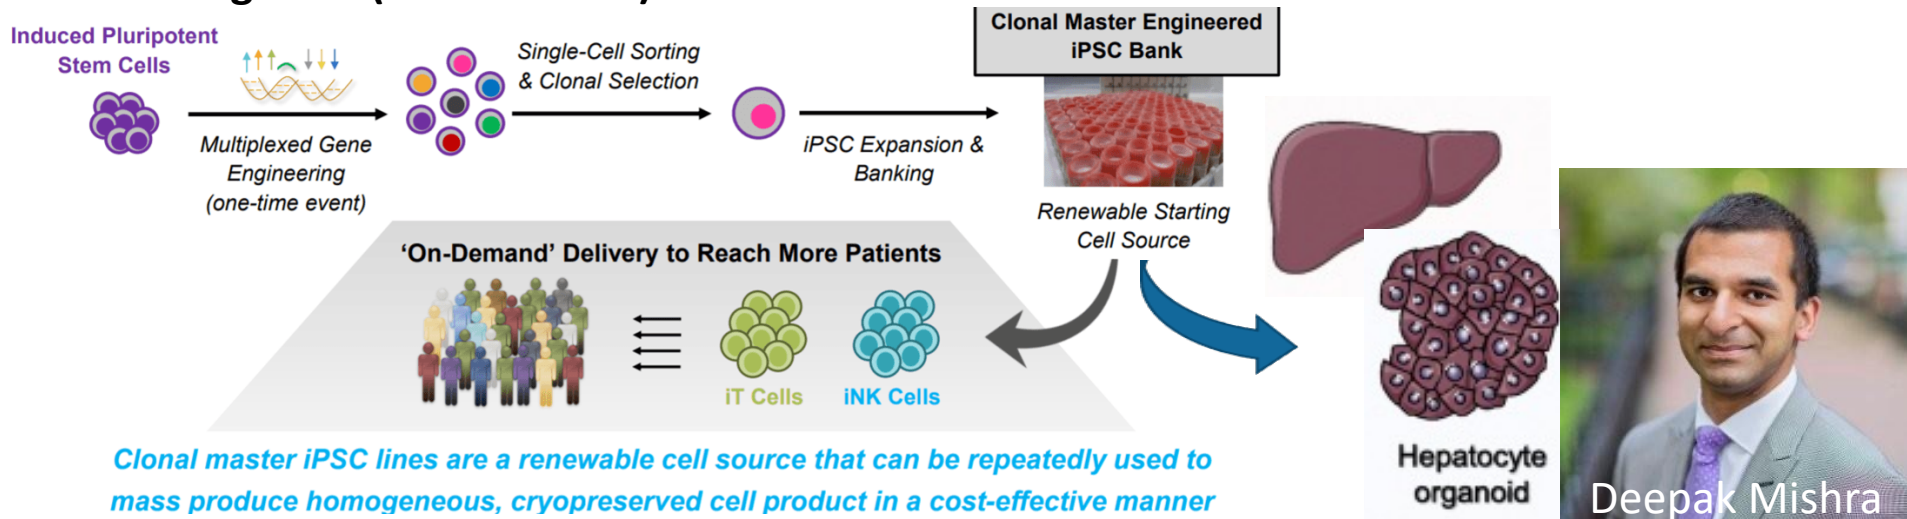 Induced Pluripotent
Stem Cells
Multiplexed Gene
Engineering
(one-time event)
Single-Cell Sorting
& Clonal Selection
iPSC Expansion &
Banking
Clonal Master Engineered
iPSC Bank
Renewable Starting
Cell Source
‘On-Demand’ Delivery to Reach More Patients
iT Cells
iNK Cells
Clonal master iPSC lines are a renewable cell source that can be repeatedly used to
mass produce homogeneous, cryopreserved cell product in a cost-effective manner
Hepatocyte
organoid
Deepak Mishra